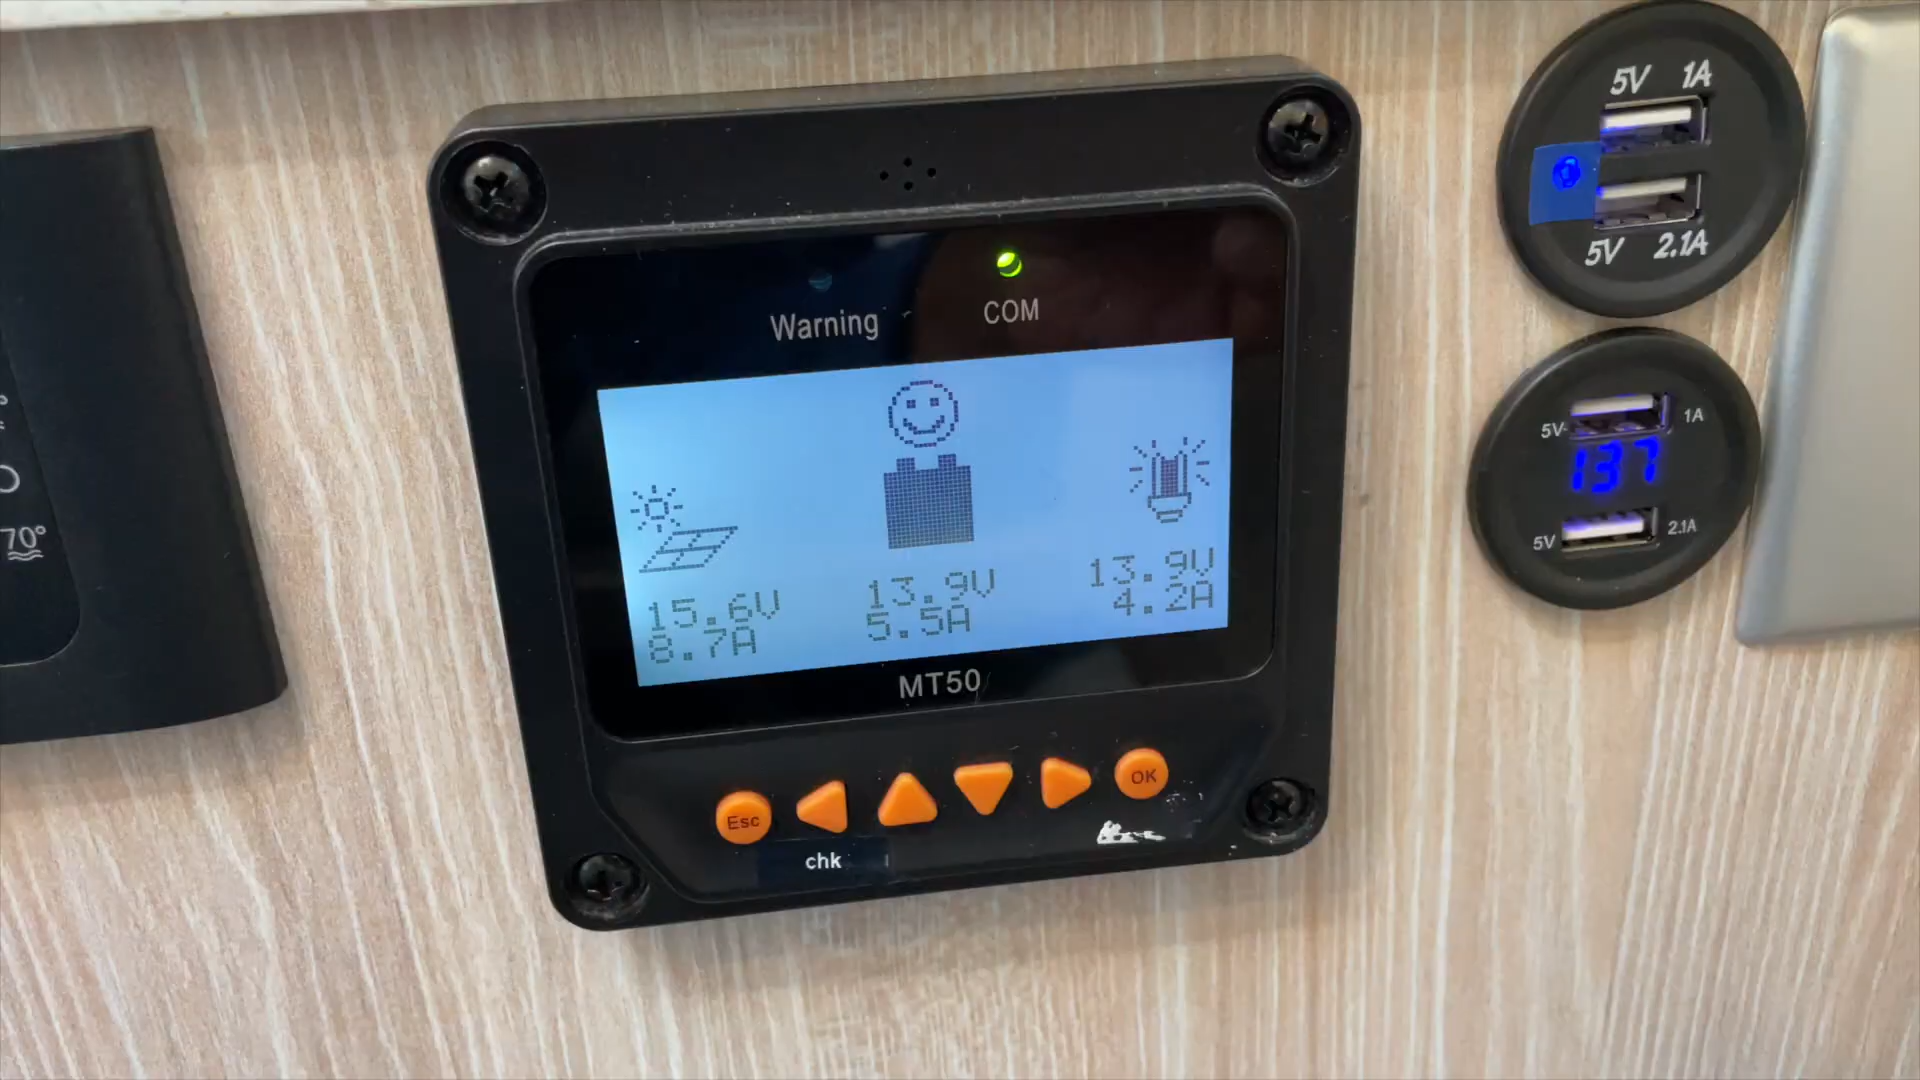 Warning
COM
15.6V
8.7A
13.9V
5.5A
13.9V
4.2A
MT50
Esc
OK
chk
5V 1A
5V 2.1A
5V 1A
137
5V 2.1A
70°